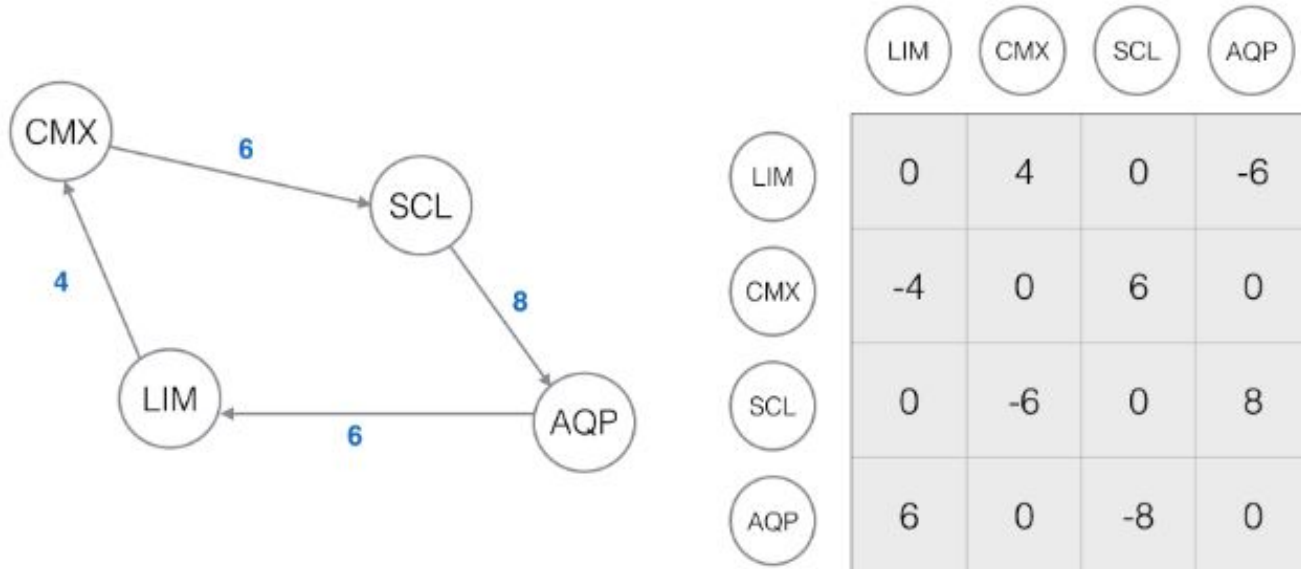 CMX
6
SCL
4
8
LIM
6
AQP
LIM CMX SCL AQP
LIM 0 4 0 -6
CMX -4 0 6 0
SCL 0 -6 0 8
AQP 6 0 -8 0